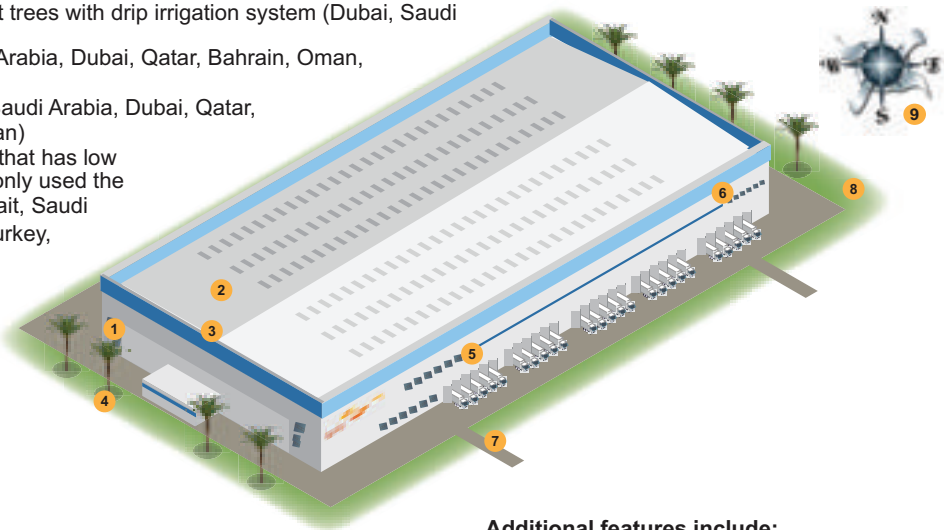 t trees with drip irrigation system (Dubai, Saudi
Arabia, Dubai, Qatar, Bahrain, Oman,
Saudi Arabia, Dubai, Qatar,
an)
that has low
only used the
ait, Saudi
urkey,
N
W
E
S
9
8
6
2
3
1
5
4
7
Additional features include: